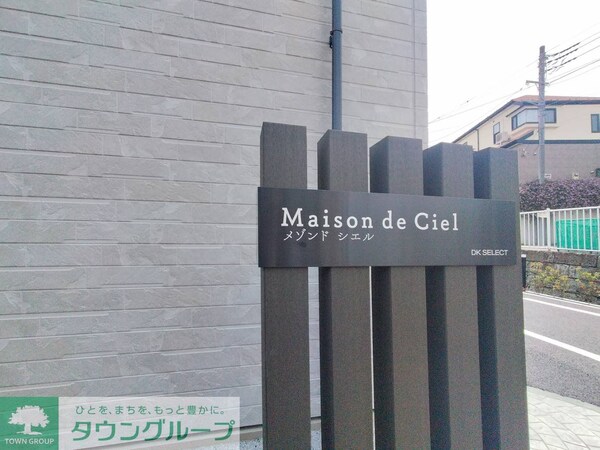 Maison de Ciel
メゾンド シエル
DK SELECT
TOWN GROUP
ひとを、まちを、もっと豊かに。
タウングループ